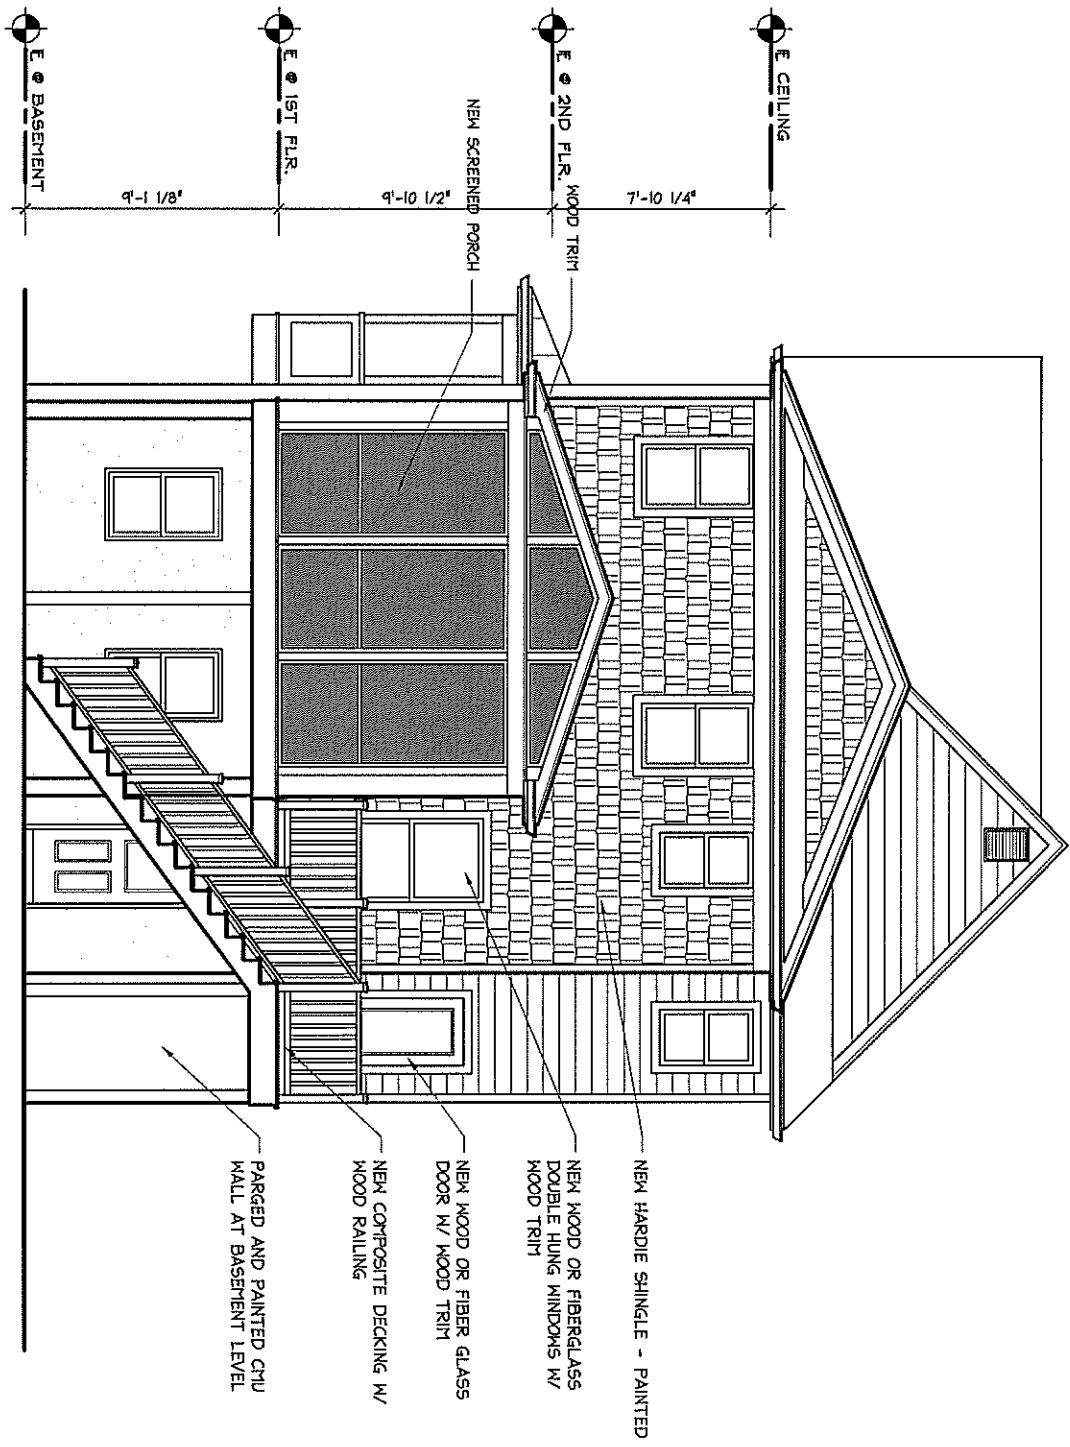 ℄ CEILING
7'-10 1/4"
℄ @ 2ND FLR.
9'-10 1/2"
℄ @ 1ST FLR.
9'-1 1/8"
℄ @ BASEMENT
WOOD TRIM
NEW SCREENED PORCH
NEW HARDIE SHINGLE - PAINTED
NEW WOOD OR FIBERGLASS
DOUBLE HUNG WINDOWS W/
WOOD TRIM
NEW WOOD OR FIBER GLASS
DOOR W/ WOOD TRIM
NEW COMPOSITE DECKING W/
WOOD RAILING
PARGED AND PAINTED CMU
WALL AT BASEMENT LEVEL